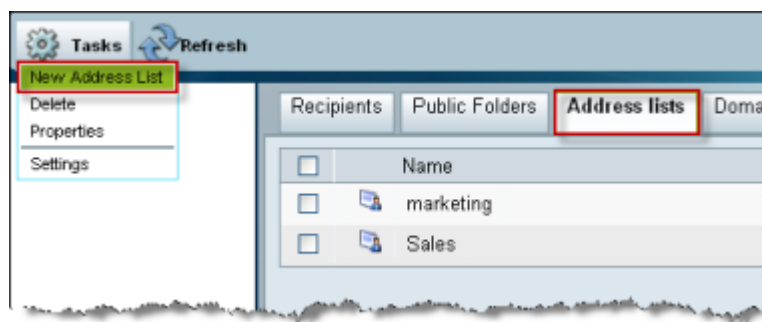 Tasks Refresh
New Address List
Delete
Properties
Settings
Recipients Public Folders Address lists Doma
Name
marketing
Sales